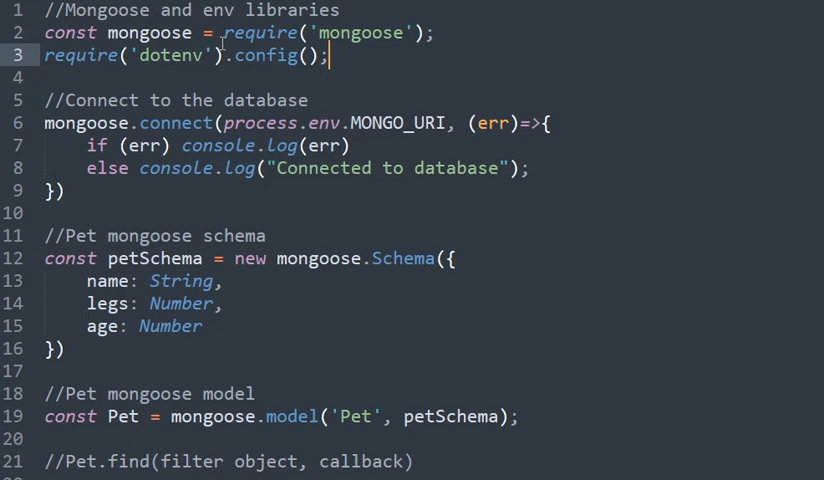 1 //Mongoose and env libraries
2 const mongoose = require('mongoose');
3 require('dotenv').config();
4
5 //Connect to the database
6 mongoose.connect(process.env.MONGO_URI, (err)=>{
7     if (err) console.log(err)
8     else console.log("Connected to database");
9 })
10
11 //Pet mongoose schema
12 const petSchema = new mongoose.Schema({
13     name: String,
14     legs: Number,
15     age: Number
16 })
17
18 //Pet mongoose model
19 const Pet = mongoose.model('Pet', petSchema);
20
21 //Pet.find(filter object, callback)